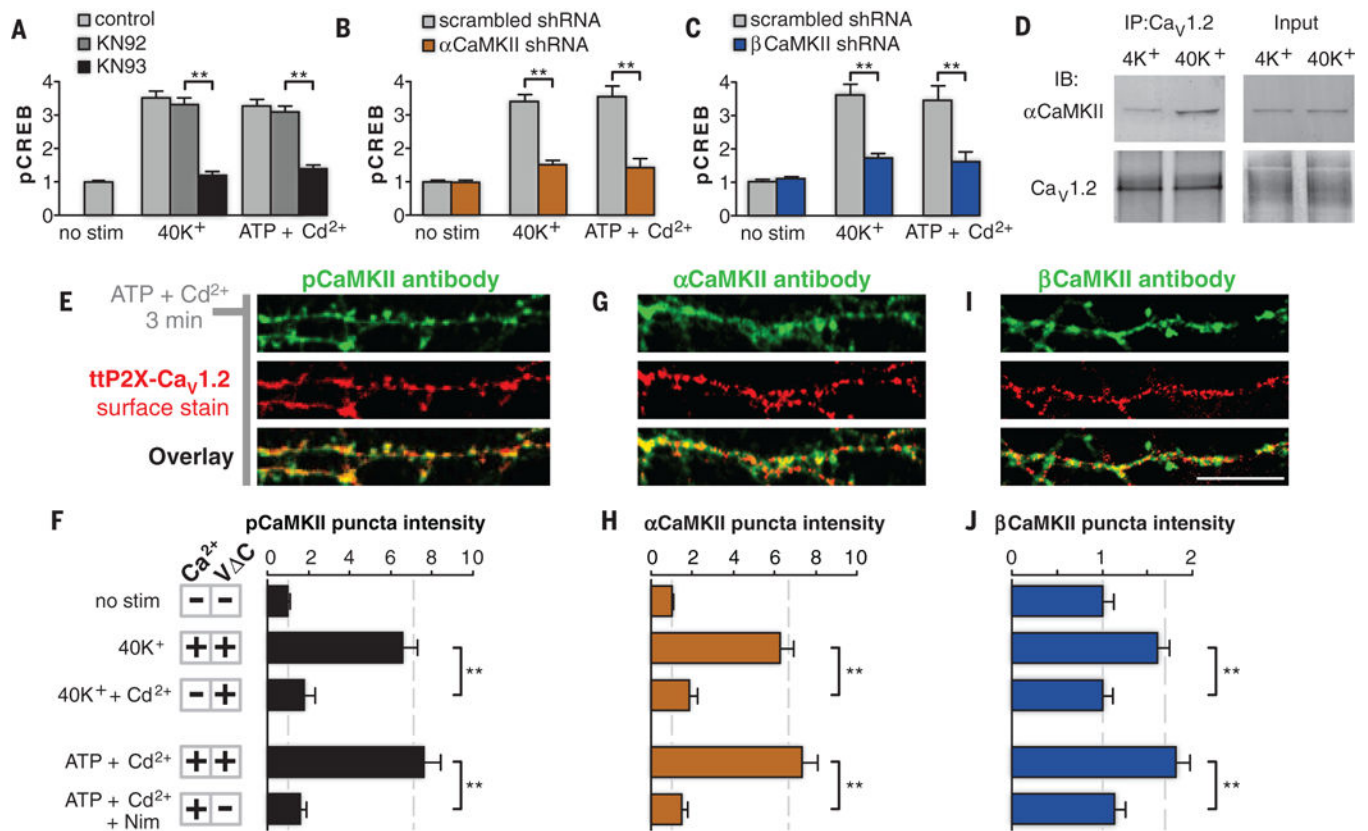 A
control
KN92
KN93
pCREB
4
3
2
1
0
**
**
no stim
40K⁺
ATP + Cd²⁺
B
scrambled shRNA
αCaMKII shRNA
pCREB
4
3
2
1
0
**
**
no stim
40K⁺
ATP + Cd²⁺
C
scrambled shRNA
βCaMKII shRNA
pCREB
4
3
2
1
0
**
**
no stim
40K⁺
ATP + Cd²⁺
D
IP:CaV1.2
Input
4K⁺ 40K⁺
4K⁺ 40K⁺
IB:
αCaMKII
CaV1.2
E
ATP + Cd²⁺
3 min
ttP2X-CaV1.2
surface stain
Overlay
pCaMKII antibody
G
αCaMKII antibody
I
βCaMKII antibody
F
pCaMKII puncta intensity
0 2 4 6 8 10
Ca²⁺
VΔC
no stim
- -
40K⁺
+ +
40K⁺ + Cd²⁺
- +
ATP + Cd²⁺
+ +
ATP + Cd²⁺
+ Nim
+ -
**
**
H
αCaMKII puncta intensity
0 2 4 6 8 10
**
**
J
βCaMKII puncta intensity
0 1 2
**
**